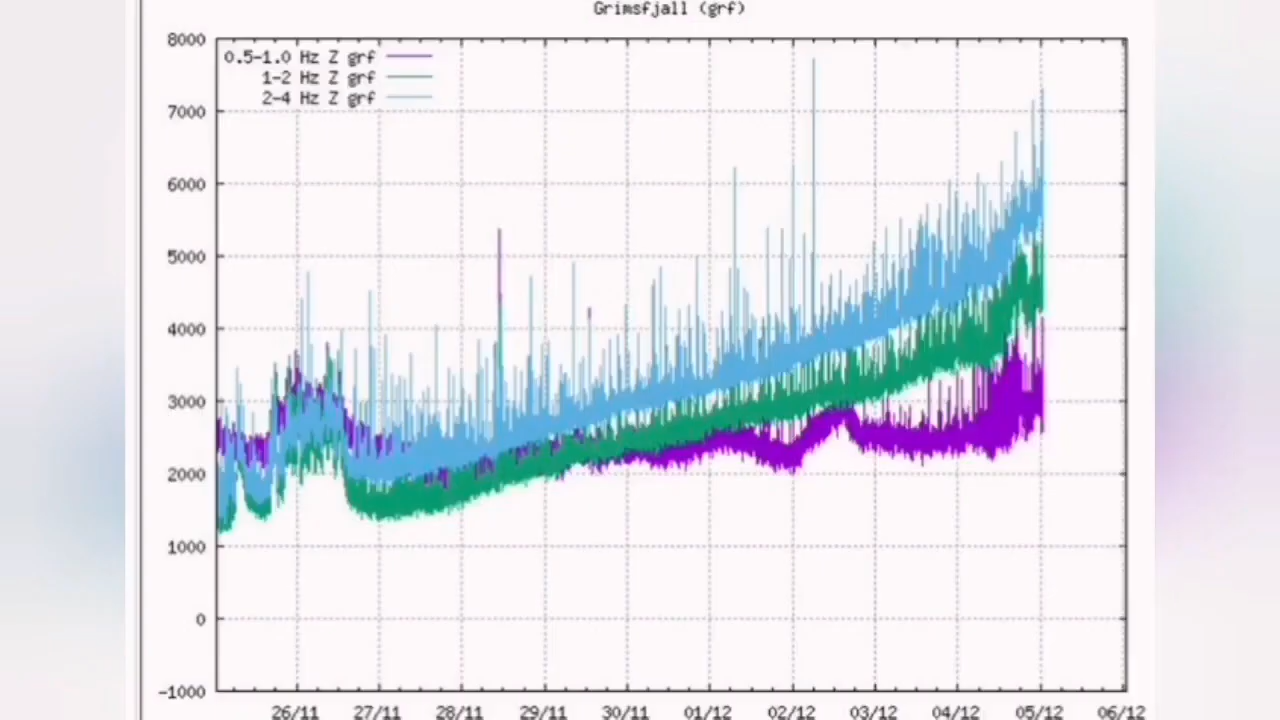 Grimsfjall (grf)
8000
0.5-1.0 Hz Z grf
1-2 Hz Z grf
2-4 Hz Z grf
7000
6000
5000
4000
3000
2000
1000
0
-1000
26/11 27/11 28/11 29/11 30/11 01/12 02/12 03/12 04/12 05/12 06/12